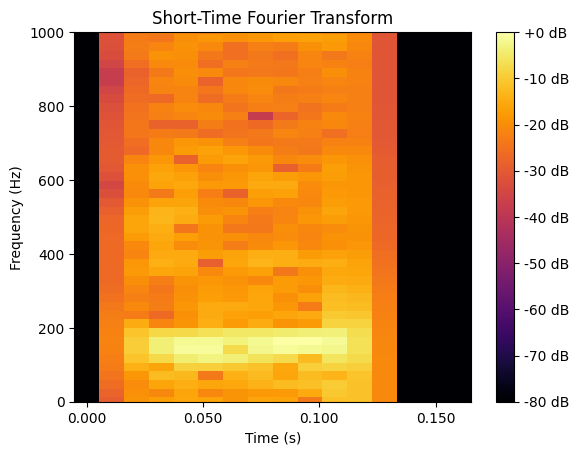 Short-Time Fourier Transform
1000
800
600
400
200
0
Frequency (Hz)
0.000
0.050
0.100
0.150
Time (s)
+0 dB
-10 dB
-20 dB
-30 dB
-40 dB
-50 dB
-60 dB
-70 dB
-80 dB